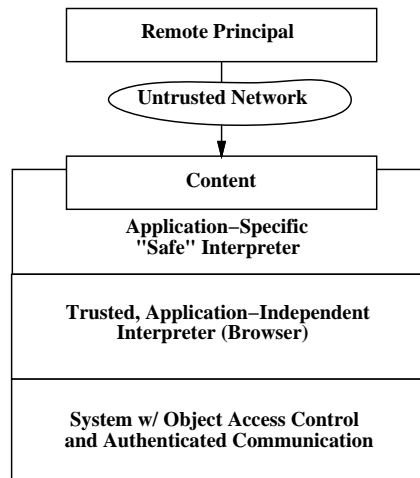 Remote Principal
Untrusted Network
Content
Application−Specific
"Safe" Interpreter
Trusted, Application−Independent
Interpreter (Browser)
System w/ Object Access Control
and Authenticated Communication